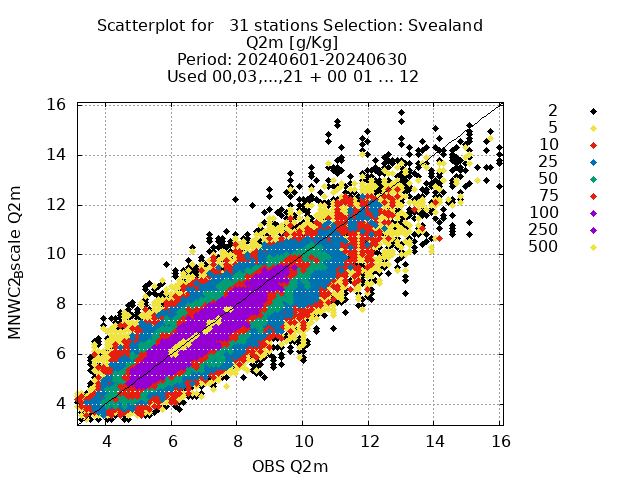 Scatterplot for   31 stations Selection: Svealand
Q2m [g/Kg]
Period: 20240601-20240630
Used 00,03,...,21 + 00 01 ... 12
16
14
12
10
8
6
4
MNWC2_scale Q2m
4 6 8 10 12 14 16
OBS Q2m
2
5
10
25
50
75
100
250
500